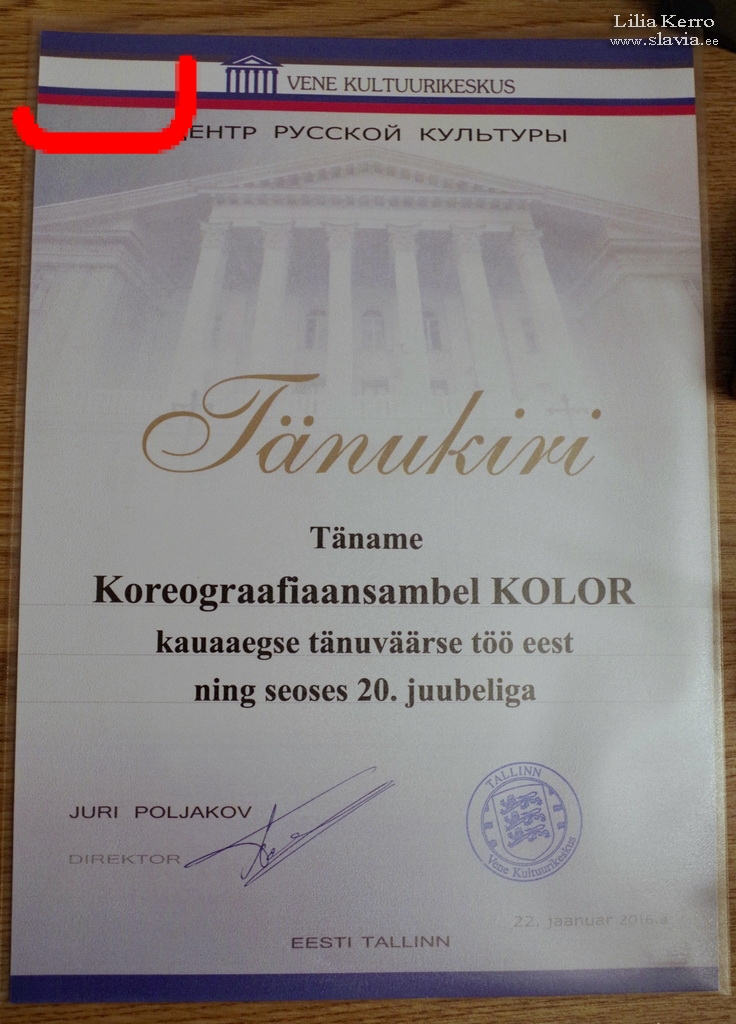 Lilia Kerro
www.slavia.ee
VENE KULTUURIKESKUS
ЦЕНТР РУССКОЙ КУЛЬТУРЫ
Tänukiri
Täname
Koreograafiaansambel KOLOR
kauaaegse tänuväärse töö eest
ning seoses 20. juubeliga
JURI POLJAKOV
DIREKTOR
TALLINN
Vene Kultuurikeskus
22. jaanuar 2016.a
EESTI TALLINN